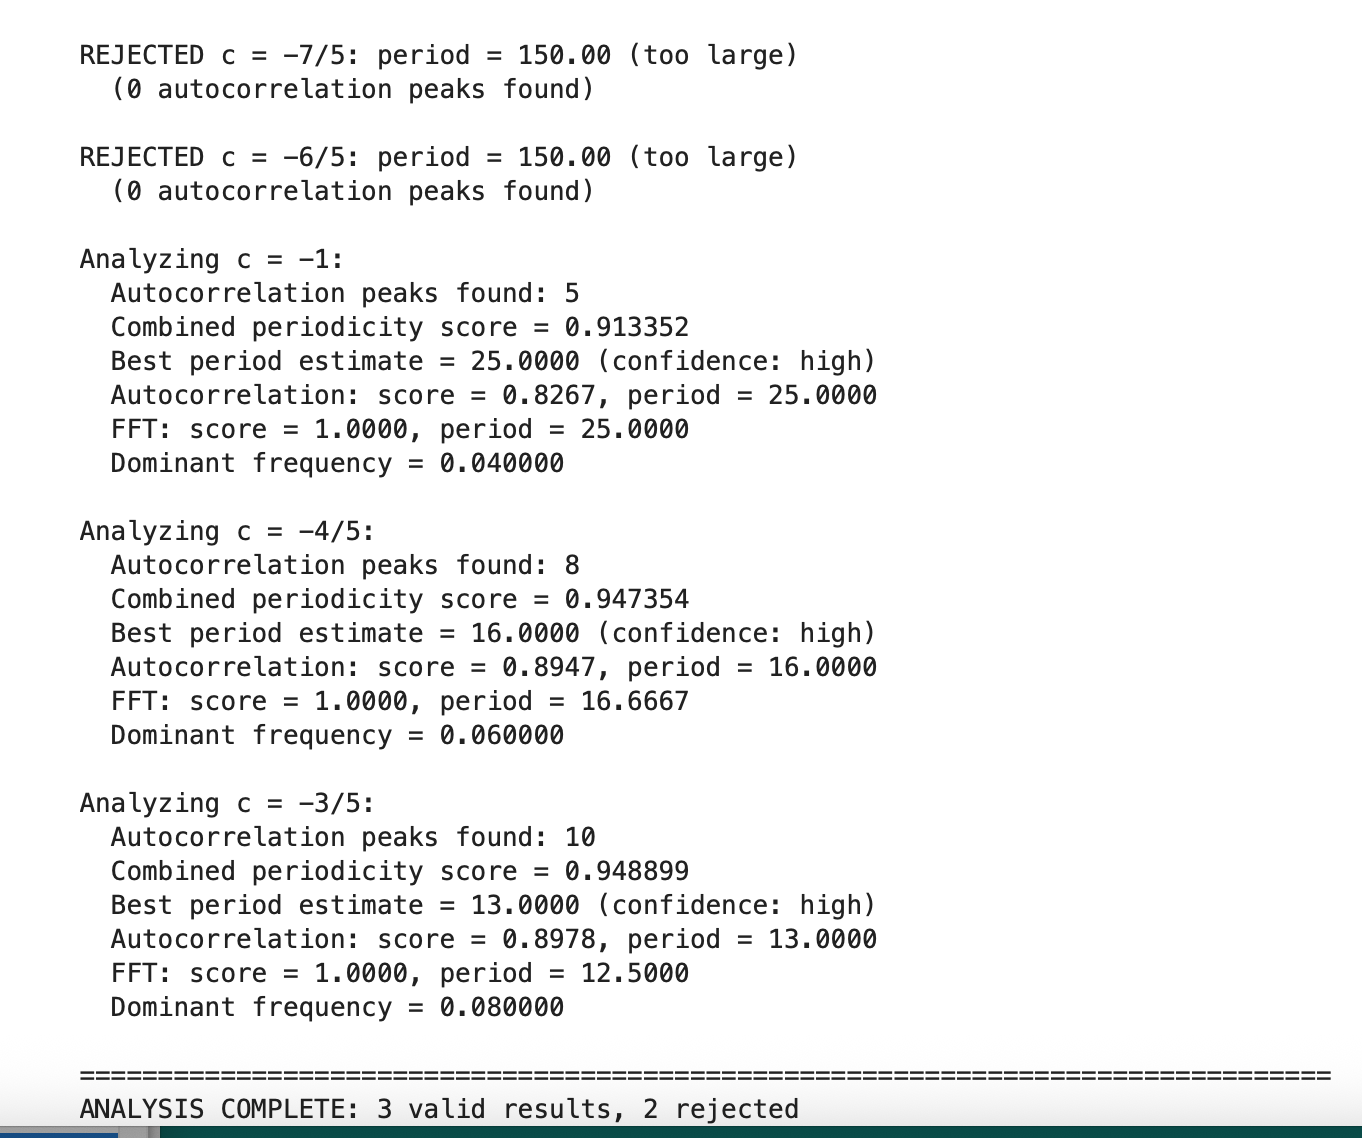 REJECTED c = −7/5: period = 150.00 (too large)
(0 autocorrelation peaks found)
REJECTED c = −6/5: period = 150.00 (too large)
(0 autocorrelation peaks found)
Analyzing c = −1:
Autocorrelation peaks found: 5
Combined periodicity score = 0.913352
Best period estimate = 25.0000 (confidence: high)
Autocorrelation: score = 0.8267, period = 25.0000
FFT: score = 1.0000, period = 25.0000
Dominant frequency = 0.040000
Analyzing c = −4/5:
Autocorrelation peaks found: 8
Combined periodicity score = 0.947354
Best period estimate = 16.0000 (confidence: high)
Autocorrelation: score = 0.8947, period = 16.0000
FFT: score = 1.0000, period = 16.6667
Dominant frequency = 0.060000
Analyzing c = −3/5:
Autocorrelation peaks found: 10
Combined periodicity score = 0.948899
Best period estimate = 13.0000 (confidence: high)
Autocorrelation: score = 0.8978, period = 13.0000
FFT: score = 1.0000, period = 12.5000
Dominant frequency = 0.080000
================================================================================
ANALYSIS COMPLETE: 3 valid results, 2 rejected